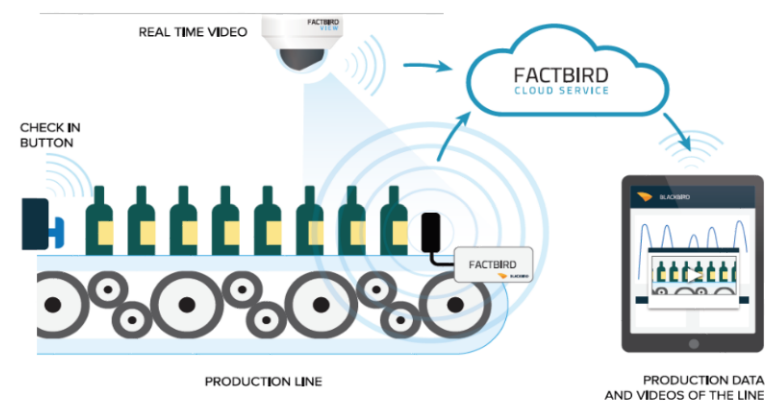 REAL TIME VIDEO
FACTBIRD
VIEW
FACTBIRD
CLOUD SERVICE
CHECK IN
BUTTON
BLACKBIRD
FACTBIRD
BLACKBIRD
PRODUCTION LINE
PRODUCTION DATA
AND VIDEOS OF THE LINE